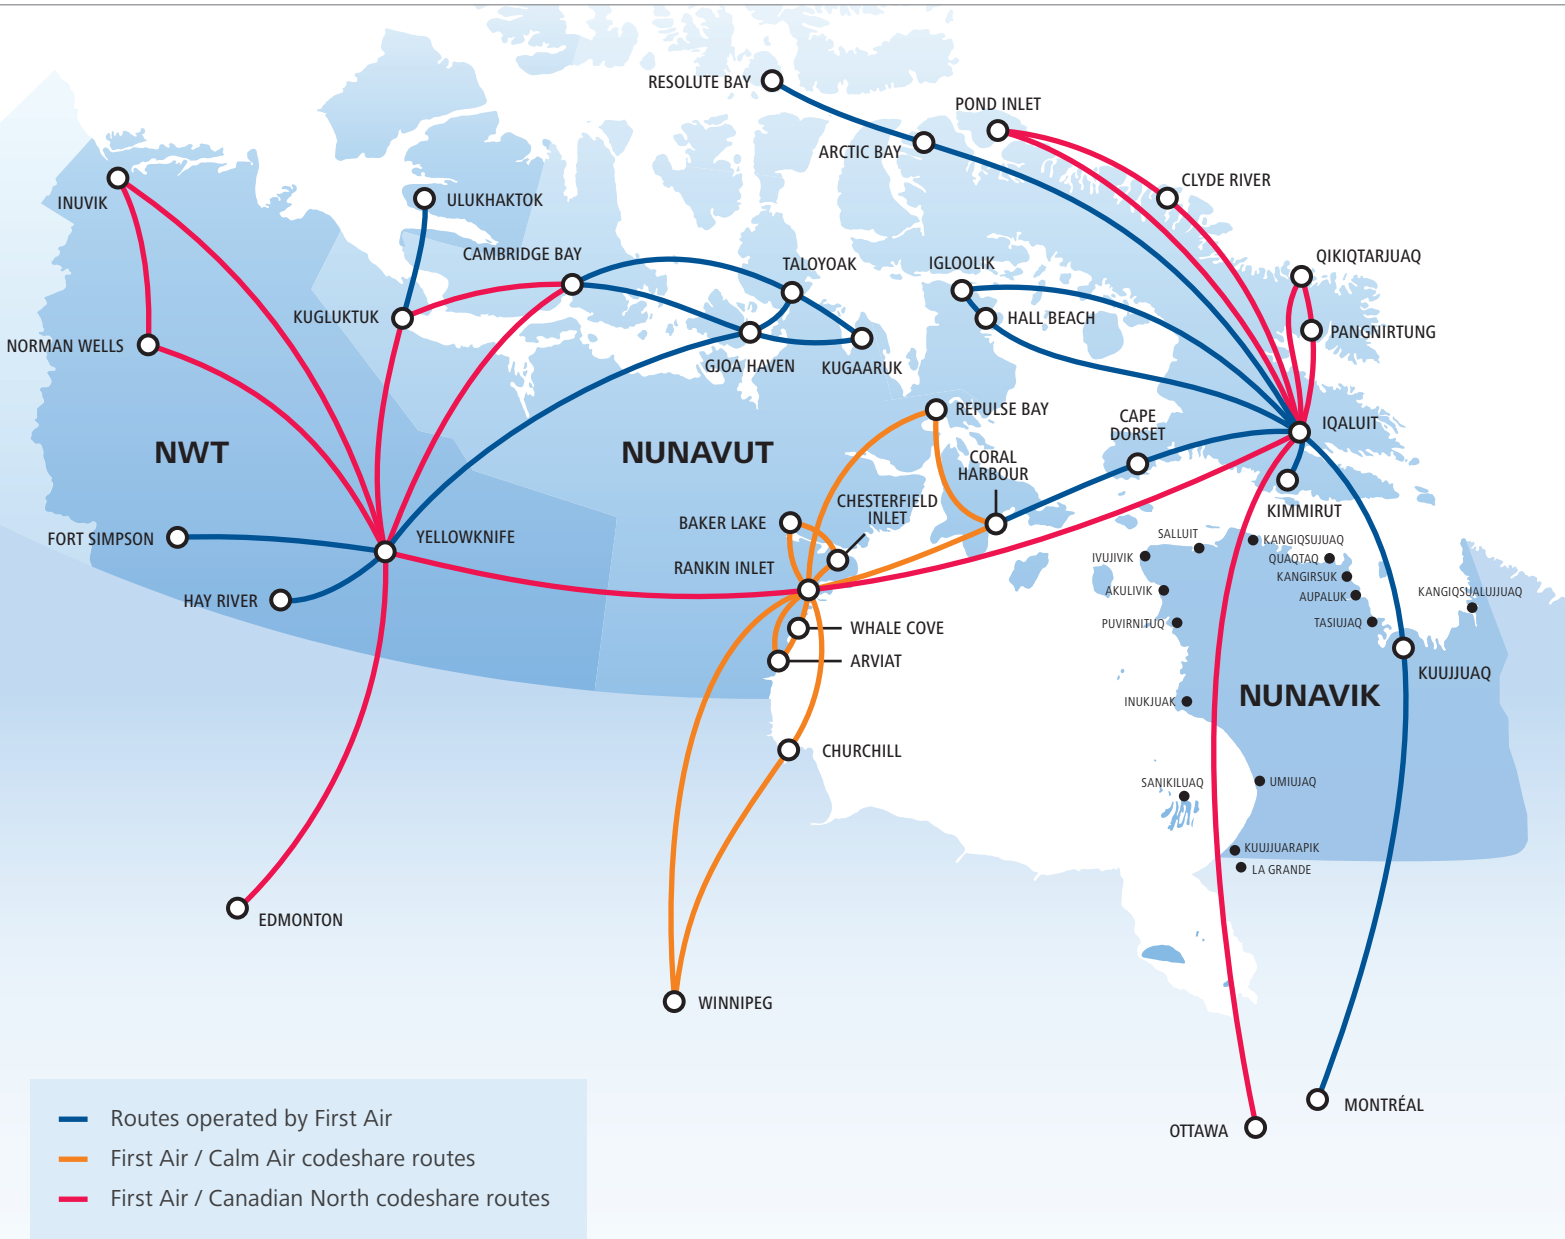 RESOLUTE BAY
POND INLET
ARCTIC BAY
CLYDE RIVER
INUVIK
ULUKHAKTOK
CAMBRIDGE BAY
TALOYOAK
IGLOOLIK
QIKIQTARJUAQ
KUGLUKTUK
HALL BEACH
PANGNIRTUNG
NORMAN WELLS
GJOA HAVEN
KUGAARUK
REPULSE BAY
CAPE
DORSET
IQALUIT
NWT
NUNAVUT
CORAL
HARBOUR
CHESTERFIELD
INLET
BAKER LAKE
KIMMIRUT
FORT SIMPSON
YELLOWKNIFE
SALLUIT
KANGIQSUJUAQ
IVUJIVIK
QUAQTAQ
RANKIN INLET
KANGIRSUK
HAY RIVER
AKULIVIK
AUPALUK
KANGIQSUALUJJUAQ
WHALE COVE
PUVIRNITUQ
TASIUJAQ
ARVIAT
KUUJJUAQ
INUKJUAK
NUNAVIK
CHURCHILL
SANIKILUAQ
UMIUJAQ
KUUJJUARAPIK
LA GRANDE
EDMONTON
WINNIPEG
MONTRÉAL
OTTAWA
Routes operated by First Air
First Air / Calm Air codeshare routes
First Air / Canadian North codeshare routes